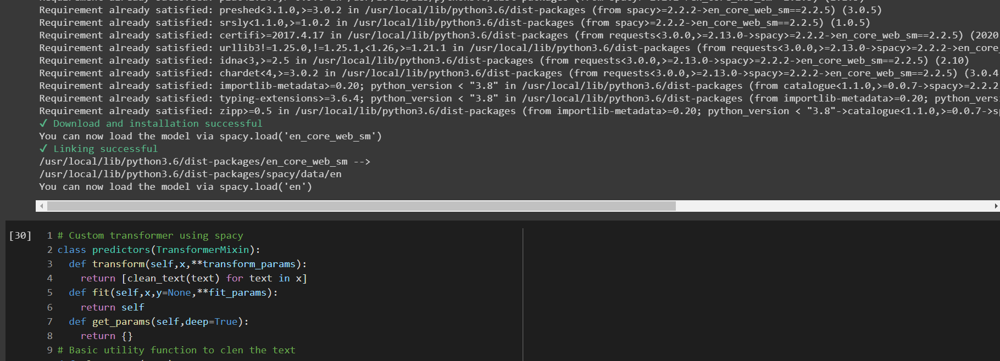 Requirement already satisfied: preshed<3.1.0,>=3.0.2 in /usr/local/lib/python3.6/dist-packages (from spacy>=2.2.2->en_core_web_sm==2.2.5) (3.0.5)
Requirement already satisfied: srsly<1.1.0,>=1.0.2 in /usr/local/lib/python3.6/dist-packages (from spacy>=2.2.2->en_core_web_sm==2.2.5) (1.0.5)
Requirement already satisfied: certifi>=2017.4.17 in /usr/local/lib/python3.6/dist-packages (from requests<3.0.0,>=2.13.0->spacy>=2.2.2->en_core_web_sm==2.2.5) (2020
Requirement already satisfied: urllib3!=1.25.0,!=1.25.1,<1.26,>=1.21.1 in /usr/local/lib/python3.6/dist-packages (from requests<3.0.0,>=2.13.0->spacy>=2.2.2->en_core_
Requirement already satisfied: idna<3,>=2.5 in /usr/local/lib/python3.6/dist-packages (from requests<3.0.0,>=2.13.0->spacy>=2.2.2->en_core_web_sm==2.2.5) (2.10)
Requirement already satisfied: chardet<4,>=3.0.2 in /usr/local/lib/python3.6/dist-packages (from requests<3.0.0,>=2.13.0->spacy>=2.2.2->en_core_web_sm==2.2.5) (3.0.4
Requirement already satisfied: importlib-metadata>=0.20; python_version < "3.8" in /usr/local/lib/python3.6/dist-packages (from catalogue<1.1.0,>=0.0.7->spacy>=2.2.2
Requirement already satisfied: typing-extensions>=3.6.4; python_version < "3.8" in /usr/local/lib/python3.6/dist-packages (from importlib-metadata>=0.20; python_vers
Requirement already satisfied: zipp>=0.5 in /usr/local/lib/python3.6/dist-packages (from importlib-metadata>=0.20; python_version < "3.8"->catalogue<1.1.0,>=0.0.7->sp
✓ Download and installation successful
You can now load the model via spacy.load('en_core_web_sm')
✓ Linking successful
/usr/local/lib/python3.6/dist-packages/en_core_web_sm -->
/usr/local/lib/python3.6/dist-packages/spacy/data/en
You can now load the model via spacy.load('en')
[30] 1 # Custom transformer using spacy
2 class predictors(TransformerMixin):
3 def transform(self,x,**transform_params):
4 return [clean_text(text) for text in x]
5 def fit(self,x,y=None,**fit_params):
6 return self
7 def get_params(self,deep=True):
8 return {}
9 # Basic utility function to clen the text